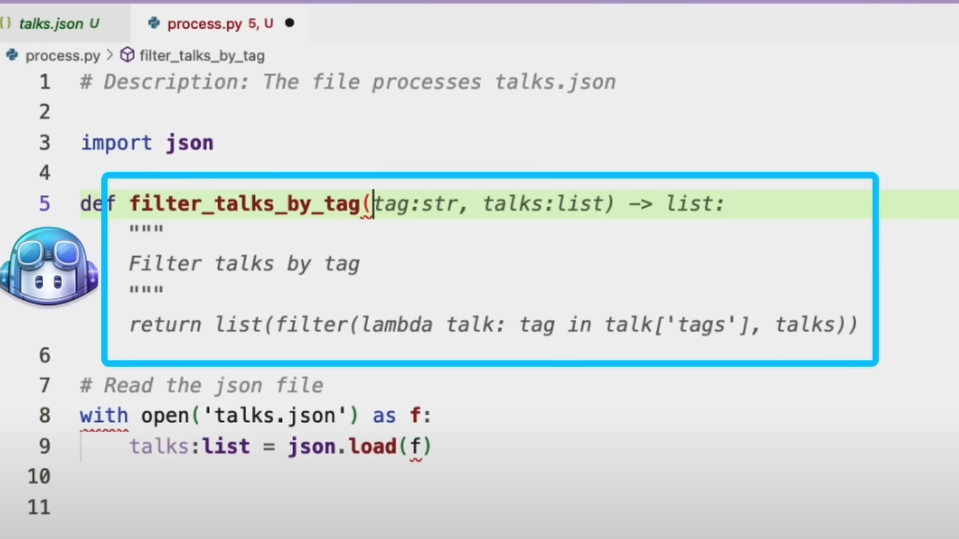 {} talks.json U
process.py 5, U ●
process.py > filter_talks_by_tag
1 # Description: The file processes talks.json
2
3 import json
4
5 def filter_talks_by_tag(tag:str, talks:list) -> list:
"""
Filter talks by tag
"""
return list(filter(lambda talk: tag in talk['tags'], talks))
6
7 # Read the json file
8 with open('talks.json') as f:
9 talks:list = json.load(f)
10
11